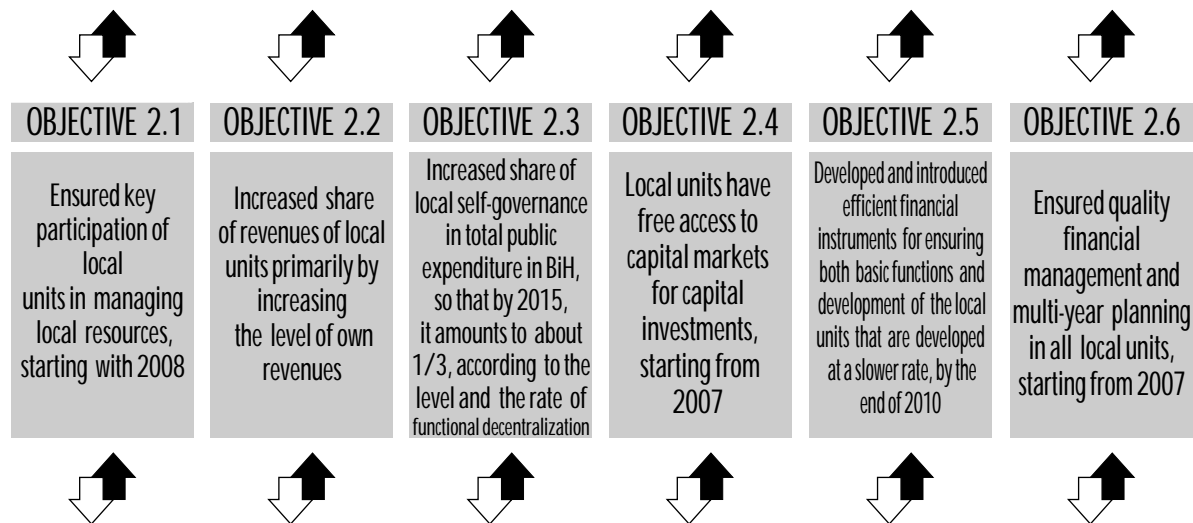 OBJECTIVE 2.1
Ensured key
participation of
local
units in managing
local resources,
starting with 2008
OBJECTIVE 2.2
Increased share
of revenues of local
units primarily by
increasing
the level of own
revenues
OBJECTIVE 2.3
Increased share of
local self-governance
in total public
expenditure in BiH,
so that by 2015,
it amounts to about
1/3, according to the
level and the rate of
functional decentralization
OBJECTIVE 2.4
Local units have
free access to
capital markets
for capital
investments,
starting from
2007
OBJECTIVE 2.5
Developed and introduced
efficient financial
instruments for ensuring
both basic functions and
development of the local
units that are developed
at a slower rate, by the
end of 2010
OBJECTIVE 2.6
Ensured quality
financial
management and
multi-year planning
in all local units,
starting from 2007